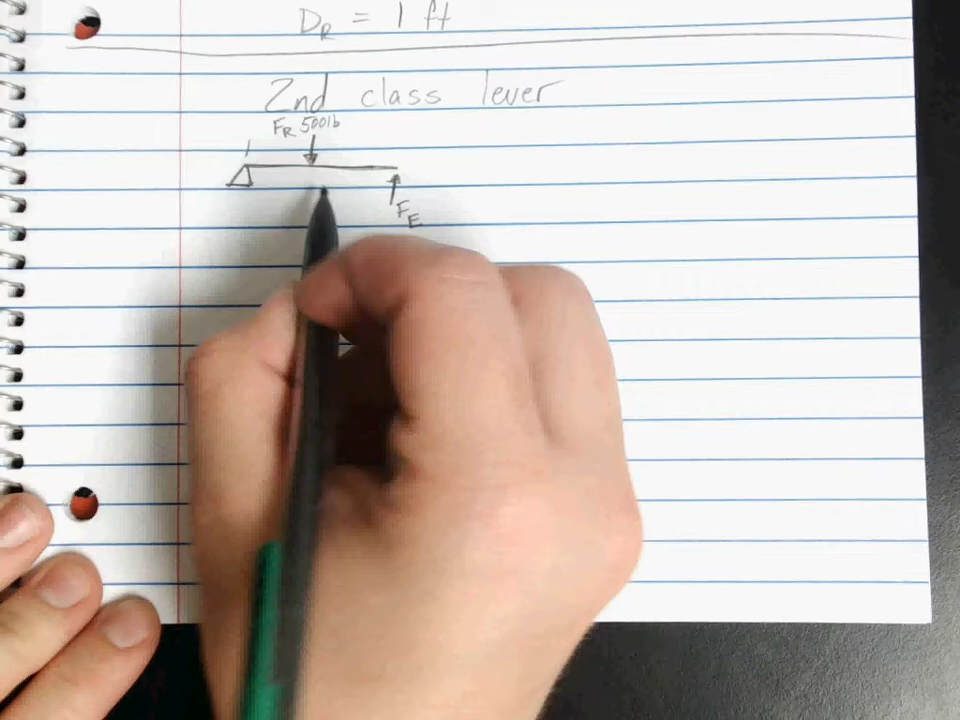 D_R = 1 ft
2nd class lever
F_R 500lb
F_E